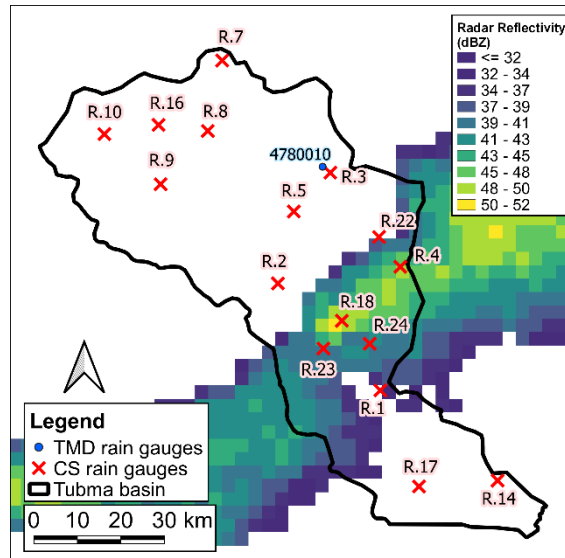 R.7
Radar Reflectivity
(dBZ)
<= 32
32 - 34
34 - 37
37 - 39
39 - 41
41 - 43
43 - 45
45 - 48
48 - 50
50 - 52
R.10
R.16
R.8
4780010
R.9
R.3
R.5
R.22
R.2
R.4
R.18
R.24
R.23
R.1
Legend
TMD rain gauges
CS rain gauges
Tubma basin
0 10 20 30 km
R.17
R.14